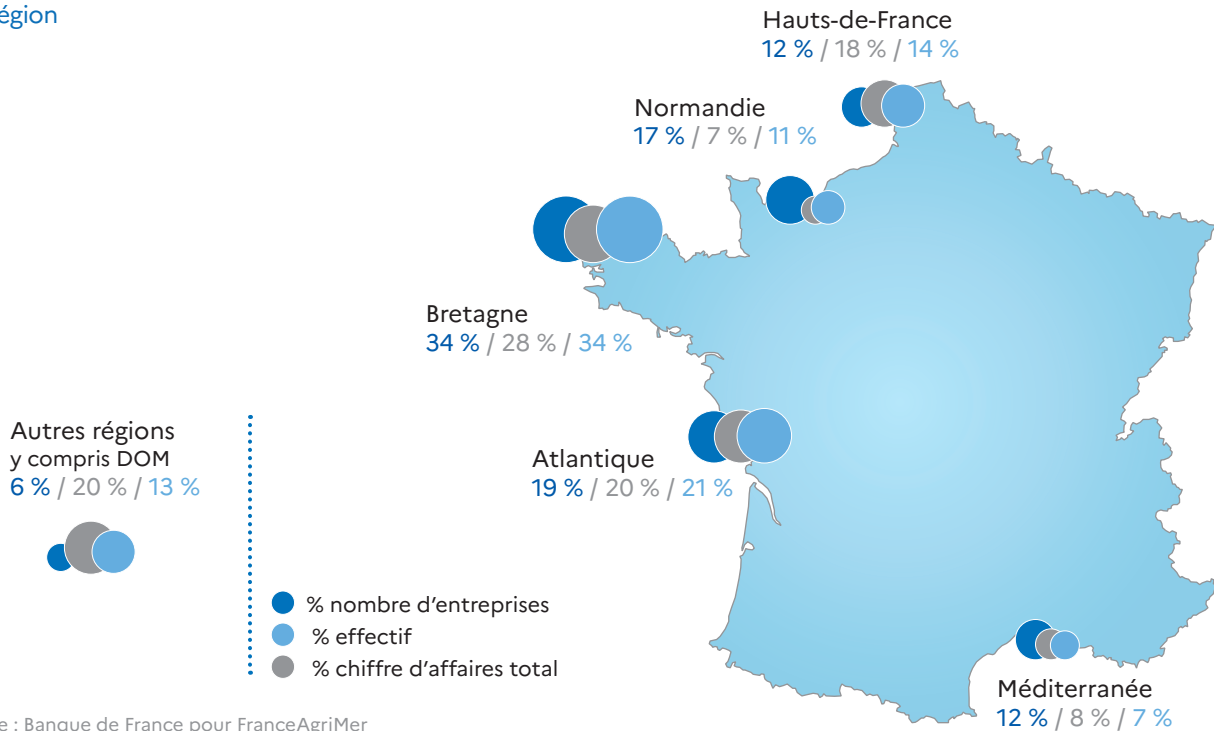 égion
Hauts-de-France
12 % / 18 % / 14 %
Normandie
17 % / 7 % / 11 %
Bretagne
34 % / 28 % / 34 %
Autres régions
y compris DOM
6 % / 20 % / 13 %
Atlantique
19 % / 20 % / 21 %
% nombre d'entreprises
% effectif
% chiffre d'affaires total
Méditerranée
12 % / 8 % / 7 %
e : Banque de France pour FranceAgriMer